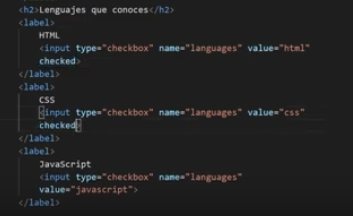 <h2>Lenguajes que conoces</h2>
<label>
HTML
<input type="checkbox" name="languages" value="html"
checked>
</label>
<label>
CSS
<input type="checkbox" name="languages" value="css"
checked>
</label>
<label>
JavaScript
<input type="checkbox" name="languages"
value="javascript">
</label>